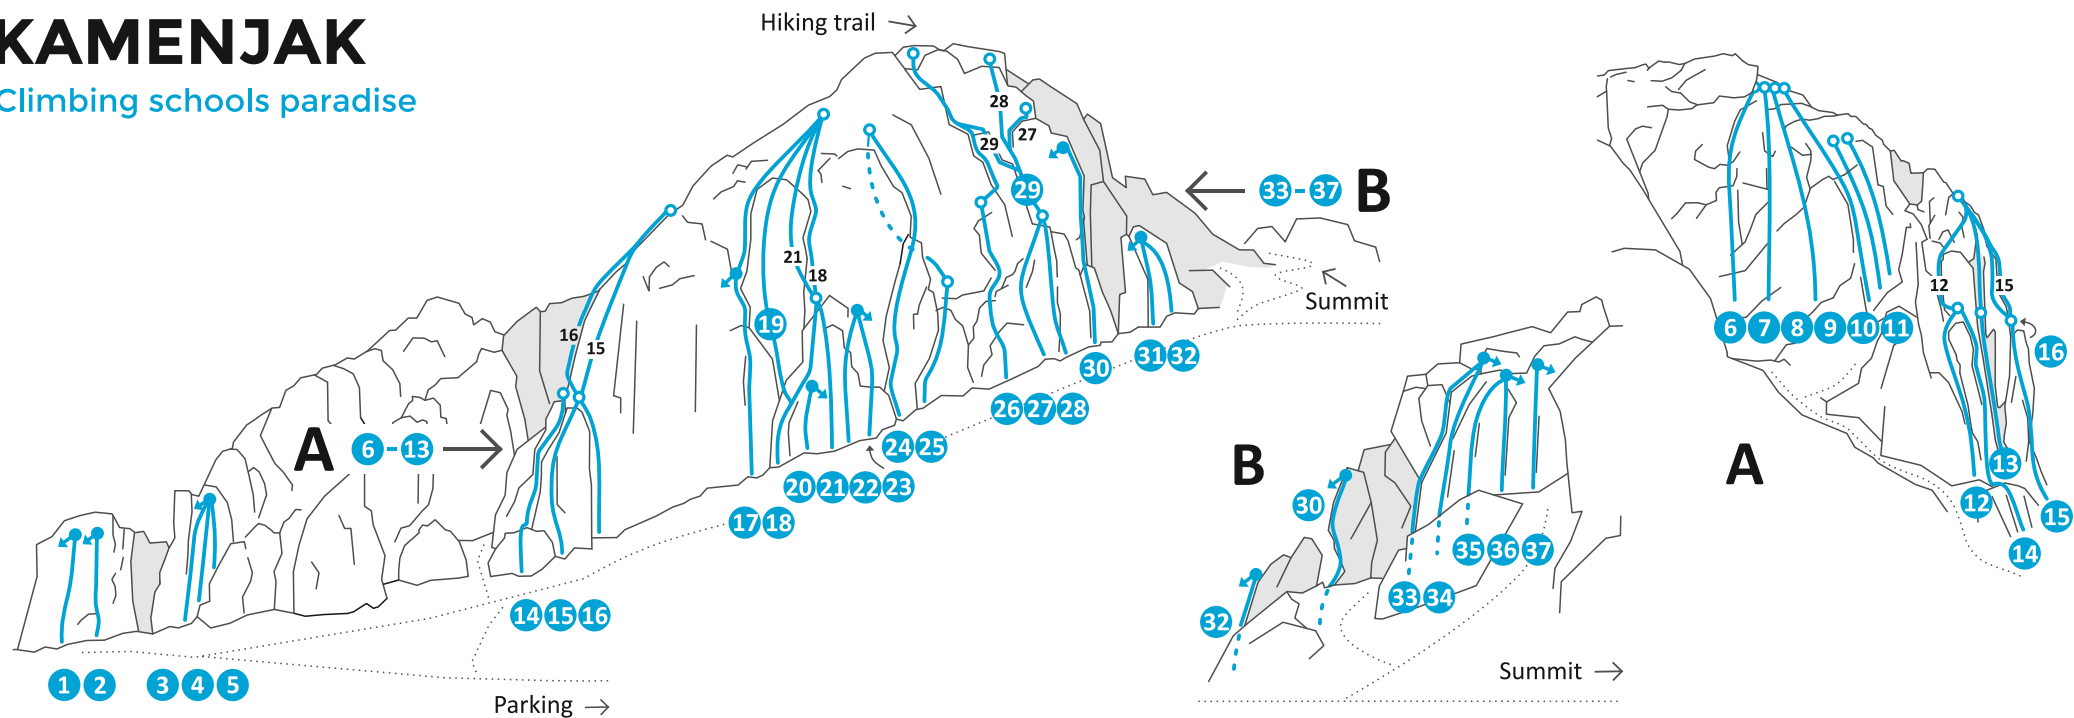 KAMENJAK
Climbing schools paradise
Hiking trail
28
27
29
29
33 - 37 B
21
18
19
16
15
Summit
30
31 32
26 27 28
A 6 - 13
24 25
20 21 22 23
17 18
14 15 16
1 2 3 4 5
Parking
B
30
32
35 36 37
33 34
Summit
12
15
6 7 8 9 10 11
16
A
13
12
15
14